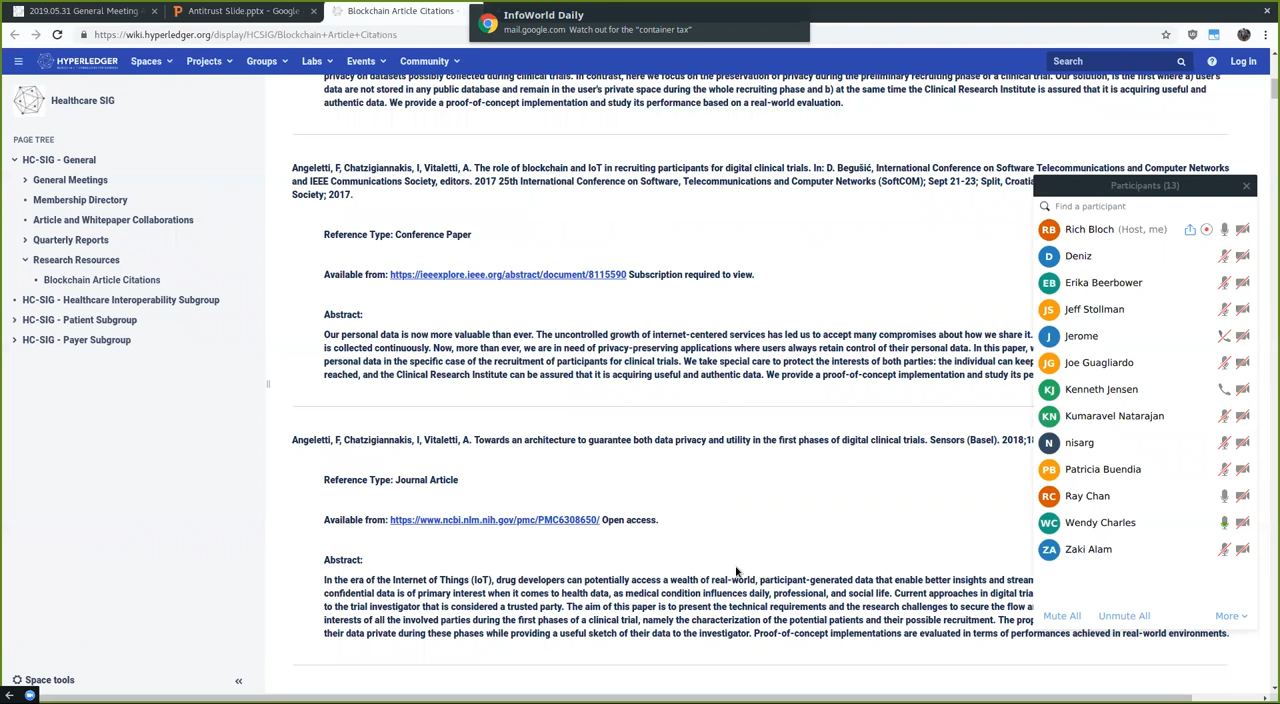 2019.05.31 General Meeting
Antitrust Slide.pptx - Google
Blockchain Article Citations -
InfoWorld Daily
mail.google.com Watch out for the "container tax"
https://wiki.hyperledger.org/display/HCSIG/Blockchain+Article+Citations
HYPERLEDGER
Spaces
Projects
Groups
Labs
Events
Community
Search
Log in
Healthcare SIG
PAGE TREE
HC-SIG - General
General Meetings
Membership Directory
Article and Whitepaper Collaborations
Quarterly Reports
Research Resources
Blockchain Article Citations
HC-SIG - Healthcare Interoperability Subgroup
HC-SIG - Patient Subgroup
HC-SIG - Payer Subgroup
Space tools
privacy on datasets possibly collected during clinical trials. In contrast, here we focus on the preservation of privacy during the preliminary recruiting phase of a clinical trial. Our solution, is the first where a) user's
data are not stored in any public database and remain in the user's private space during the whole recruiting phase and b) at the same time the Clinical Research Institute is assured that it is acquiring useful and
authentic data. We provide a proof-of-concept implementation and study its performance based on a real-world evaluation.
Angeletti, F, Chatzigiannakis, I, Vitaletti, A. The role of blockchain and IoT in recruiting participants for digital clinical trials. In: D. Begušić, International Conference on Software Telecommunications and Computer Networks
and IEEE Communications Society, editors. 2017 25th International Conference on Software, Telecommunications and Computer Networks (SoftCOM); Sept 21-23; Split, Croatia
Society; 2017.
Reference Type: Conference Paper
Available from: https://ieeexplore.ieee.org/abstract/document/8115590 Subscription required to view.
Abstract:
Our personal data is now more valuable than ever. The uncontrolled growth of internet-centered services has led us to accept many compromises about how we share it.
is collected continuously. Now, more than ever, we are in need of privacy-preserving applications where users always retain control of their personal data. In this paper,
personal data in the specific case of the recruitment of participants for clinical trials. We take special care to protect the interests of both parties: the individual can keep
reached, and the Clinical Research Institute can be assured that it is acquiring useful and authentic data. We provide a proof-of-concept implementation and study its pe
Angeletti, F, Chatzigiannakis, I, Vitaletti, A. Towards an architecture to guarantee both data privacy and utility in the first phases of digital clinical trials. Sensors (Basel). 2018;18
Reference Type: Journal Article
Available from: https://www.ncbi.nlm.nih.gov/pmc/PMC6308650/ Open access.
Abstract:
In the era of the Internet of Things (IoT), drug developers can potentially access a wealth of real-world, participant-generated data that enable better insights and stream
confidential data is of primary interest when it comes to health data, as medical condition influences daily, professional, and social life. Current approaches in digital tria
to the trial investigator that is considered a trusted party. The aim of this paper is to present the technical requirements and the research challenges to secure the flow a
interests of all the involved parties during the first phases of a clinical trial, namely the characterization of the potential patients and their possible recruitment. The prop
their data private during these phases while providing a useful sketch of their data to the investigator. Proof-of-concept implementations are evaluated in terms of performances achieved in real-world environments.
Participants (13)
Find a participant
RB Rich Bloch (Host, me)
D Deniz
EB Erika Beerbower
JS Jeff Stollman
J Jerome
JG Joe Guagliardo
KJ Kenneth Jensen
KN Kumaravel Natarajan
N nisarg
PB Patricia Buendia
RC Ray Chan
WC Wendy Charles
ZA Zaki Alam
Mute All
Unmute All
More